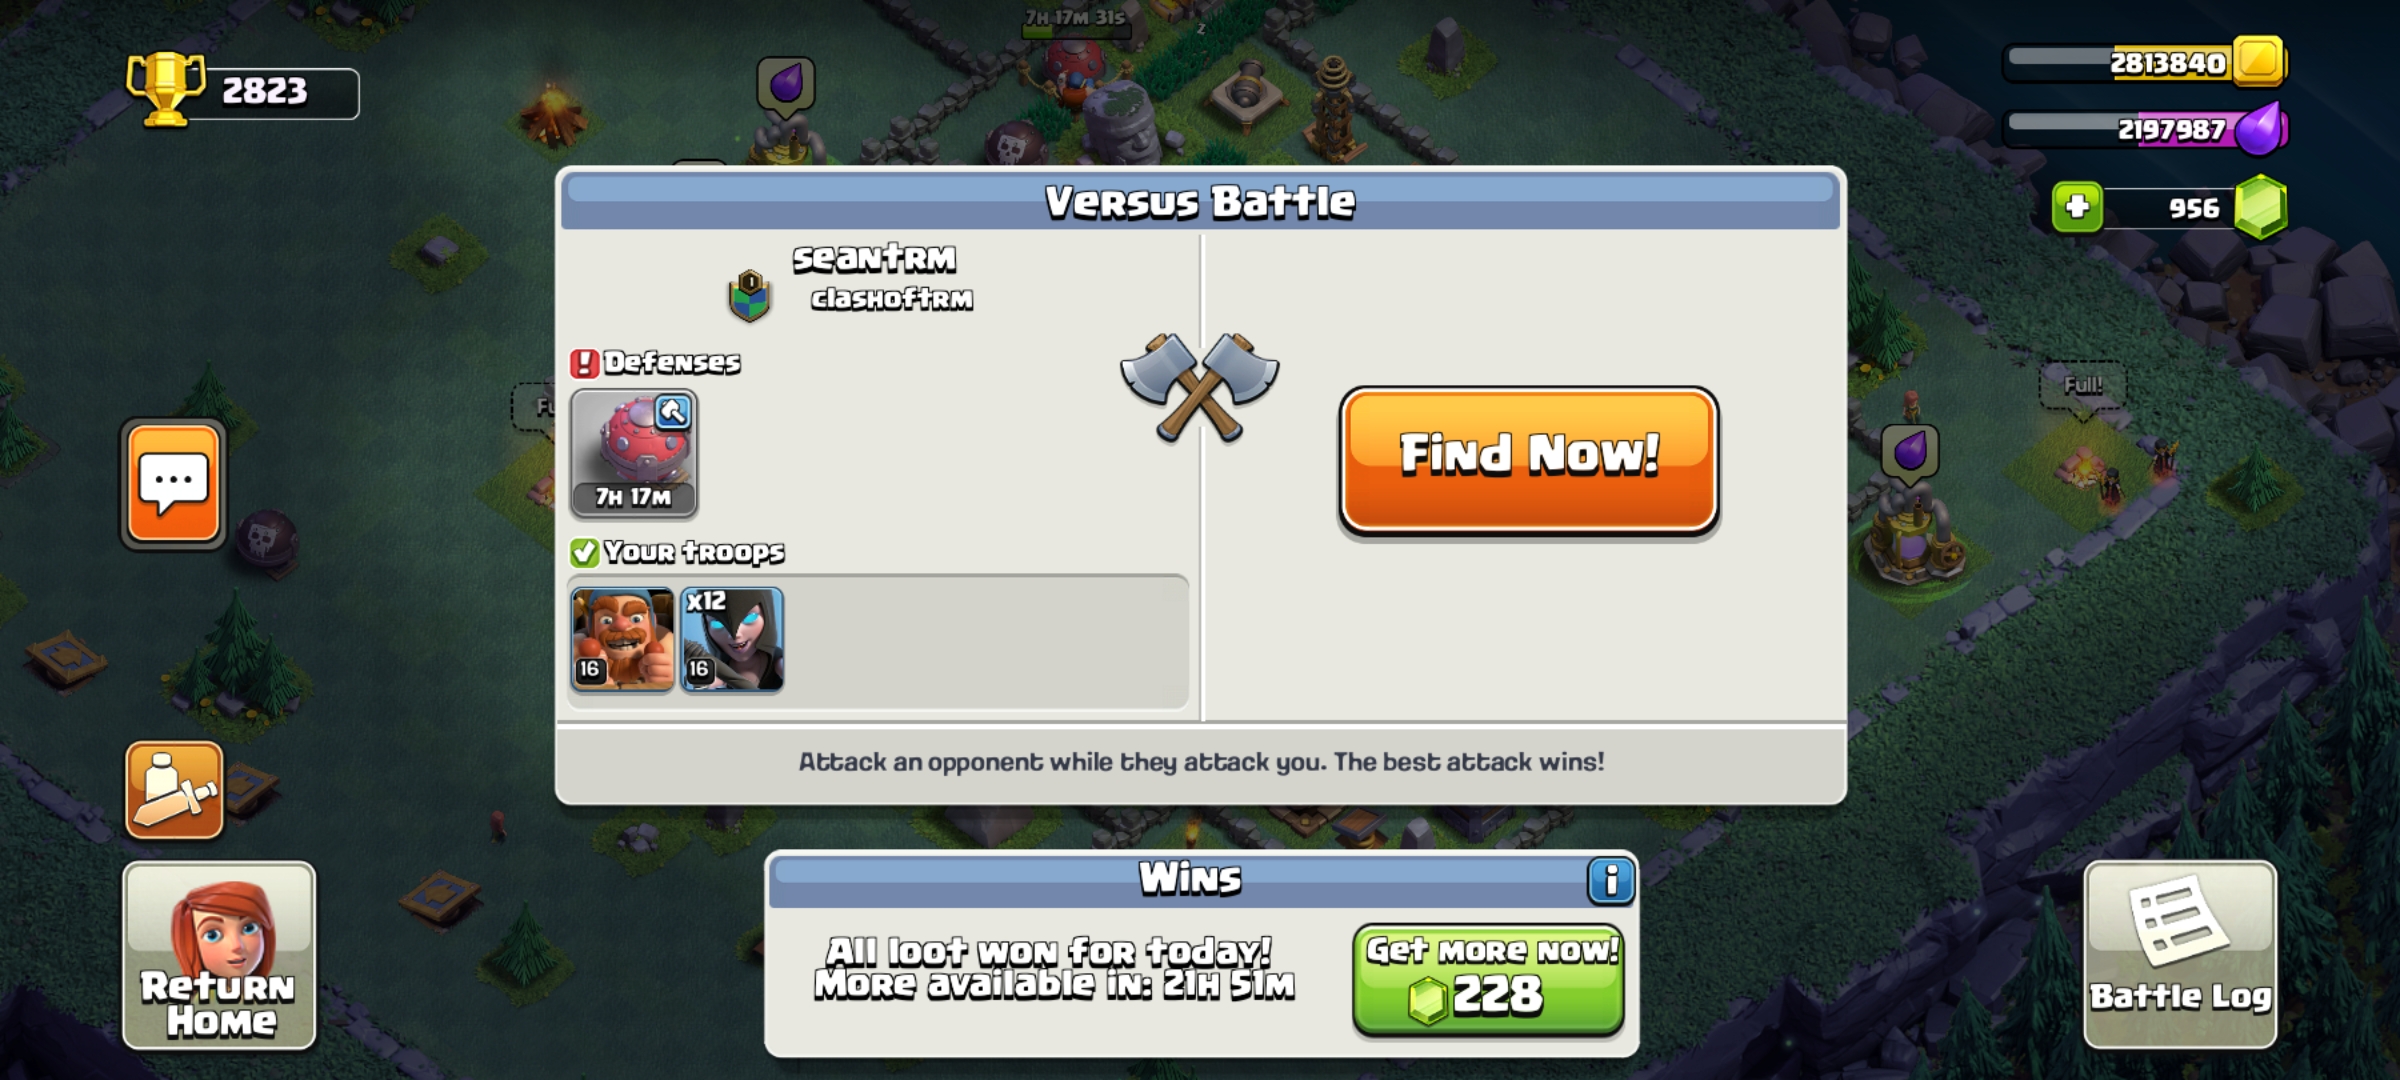 7H 17M 31S
2823
2813840
2197987
956
Versus Battle
seantrm
clashoftrm
Defenses
7H 17M
Find Now!
Full!
Your troops
16
x12
16
Attack an opponent while they attack you. The best attack wins!
Wins
All loot won for today!
More available in: 21H 51M
Get more now!
228
Return
Home
Battle Log